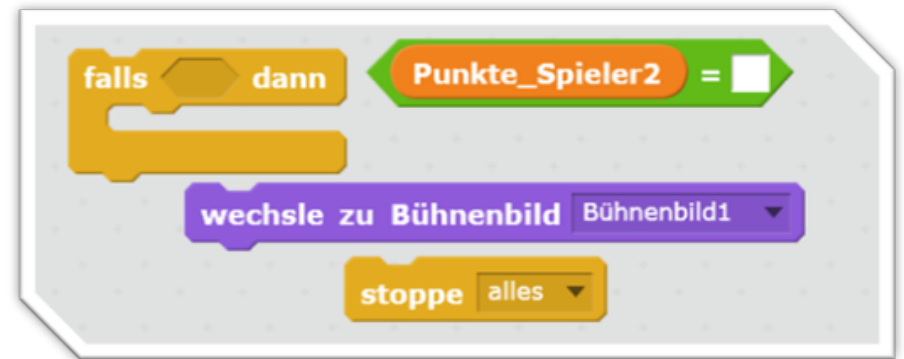 falls dann Punkte_Spieler2 =
wechsle zu Bühnenbild Bühnenbild1
stoppe alles